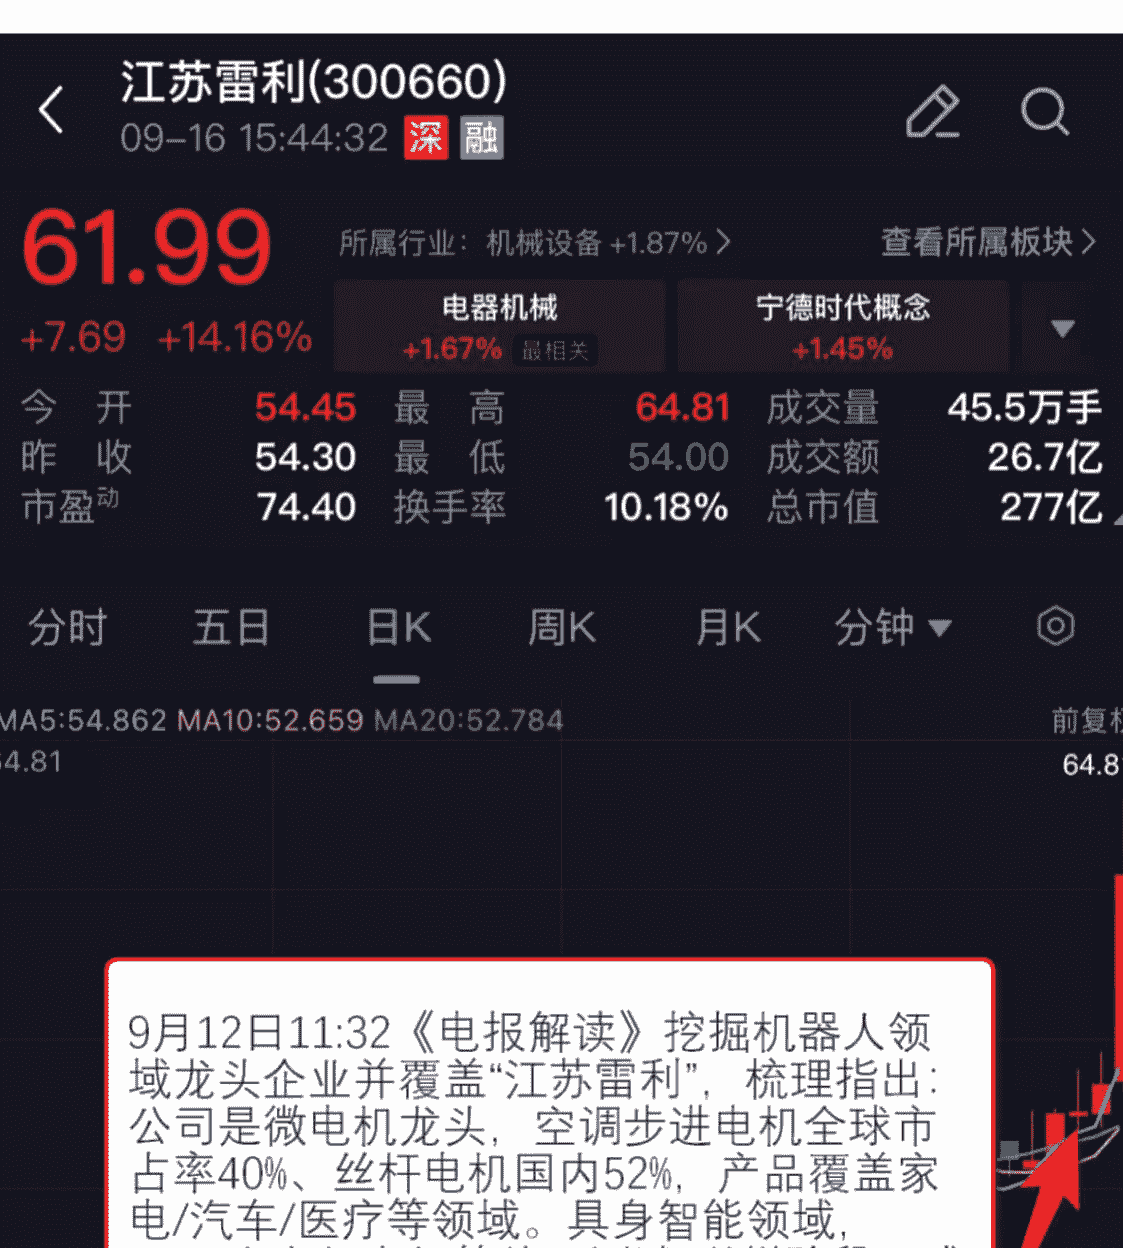 江苏雷利(300660)
09-16 15:44:32 深 融
61.99
所属行业：机械设备 +1.87%
查看所属板块
+7.69 +14.16%
电器机械
+1.67% 最相关
宁德时代概念
+1.45%
今开 54.45 最高 64.81 成交量 45.5万手
昨收 54.30 最低 54.00 成交额 26.7亿
市盈动 74.40 换手率 10.18% 总市值 277亿
分时 五日 日K 周K 月K 分钟
MA5:54.862 MA10:52.659 MA20:52.784 前复
4.81 64.8
9月12日11:32《电报解读》挖掘机器人领
域龙头企业并覆盖“江苏雷利”，梳理指出：
公司是微电机龙头，空调步进电机全球市
占率40%、丝杆电机国内52%，产品覆盖家
电/汽车/医疗等领域。具身智能领域，